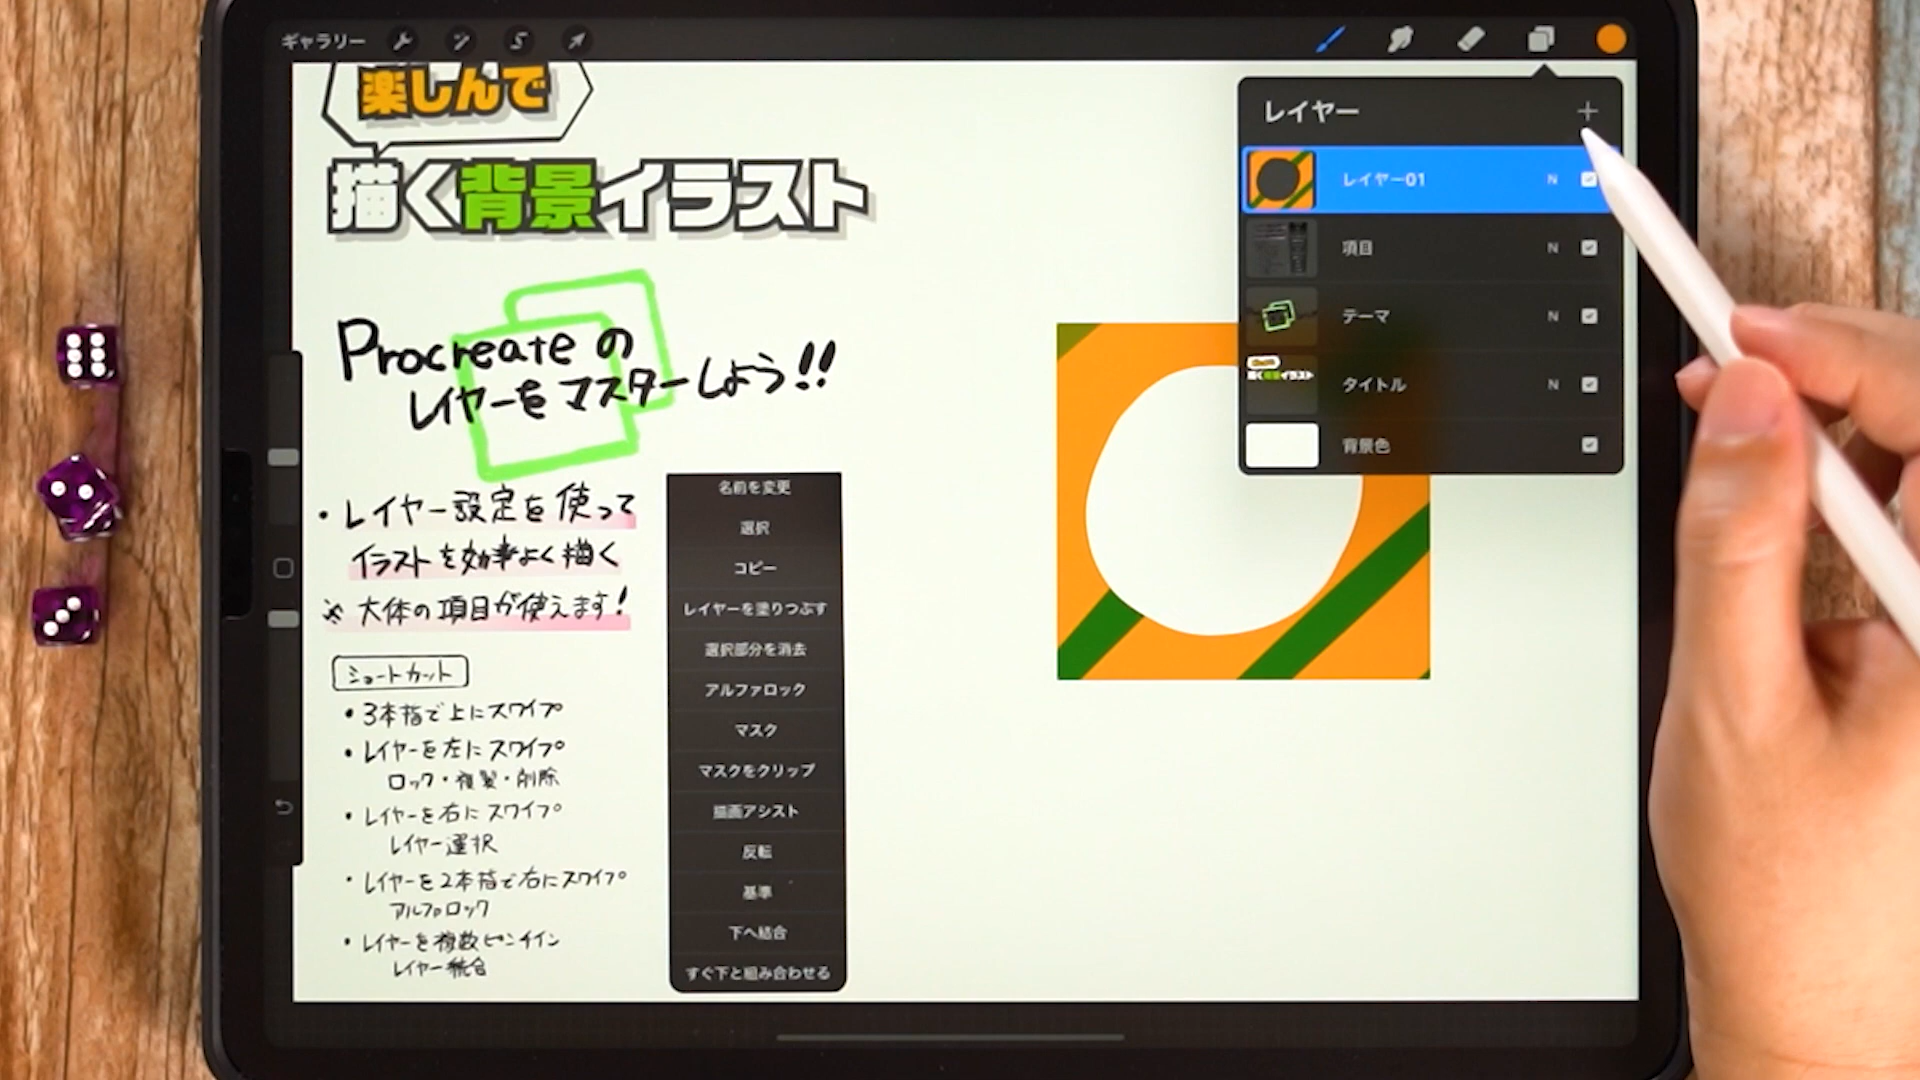 ギャラリー
楽しんで
描く背景イラスト
Procreateの
レイヤーをマスターしよう!!
・レイヤー設定を使って
イラストを効率よく描く
※ 大体の項目が使えます!
ショートカット
・3本指で上にスワイプ
・レイヤーを左にスワイプ
ロック・複製・削除
・レイヤーを右にスワイプ
レイヤー選択
・レイヤーを2本指で右にスワイプ
アルファロック
・レイヤーを複数ピンチイン
レイヤー統合
名前を変更
選択
コピー
レイヤーを塗りつぶす
選択部分を消去
アルファロック
マスク
マスクをクリップ
描画アシスト
反転
基準
下へ結合
すぐ下と組み合わせる
レイヤー
レイヤー01 N
項目 N
テーマ N
タイトル N
背景色